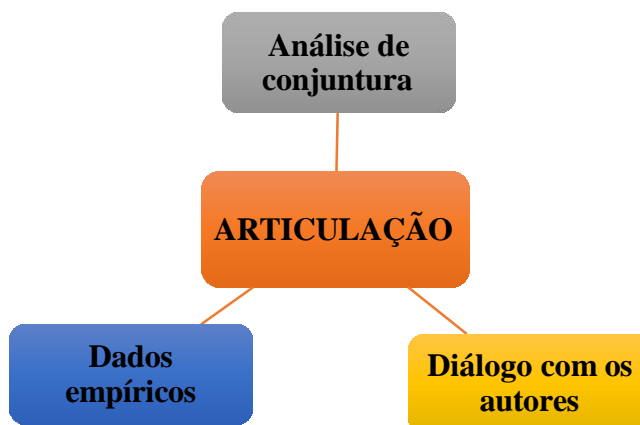 Análise de
conjuntura
ARTICULAÇÃO
Dados
empíricos
Diálogo com os
autores